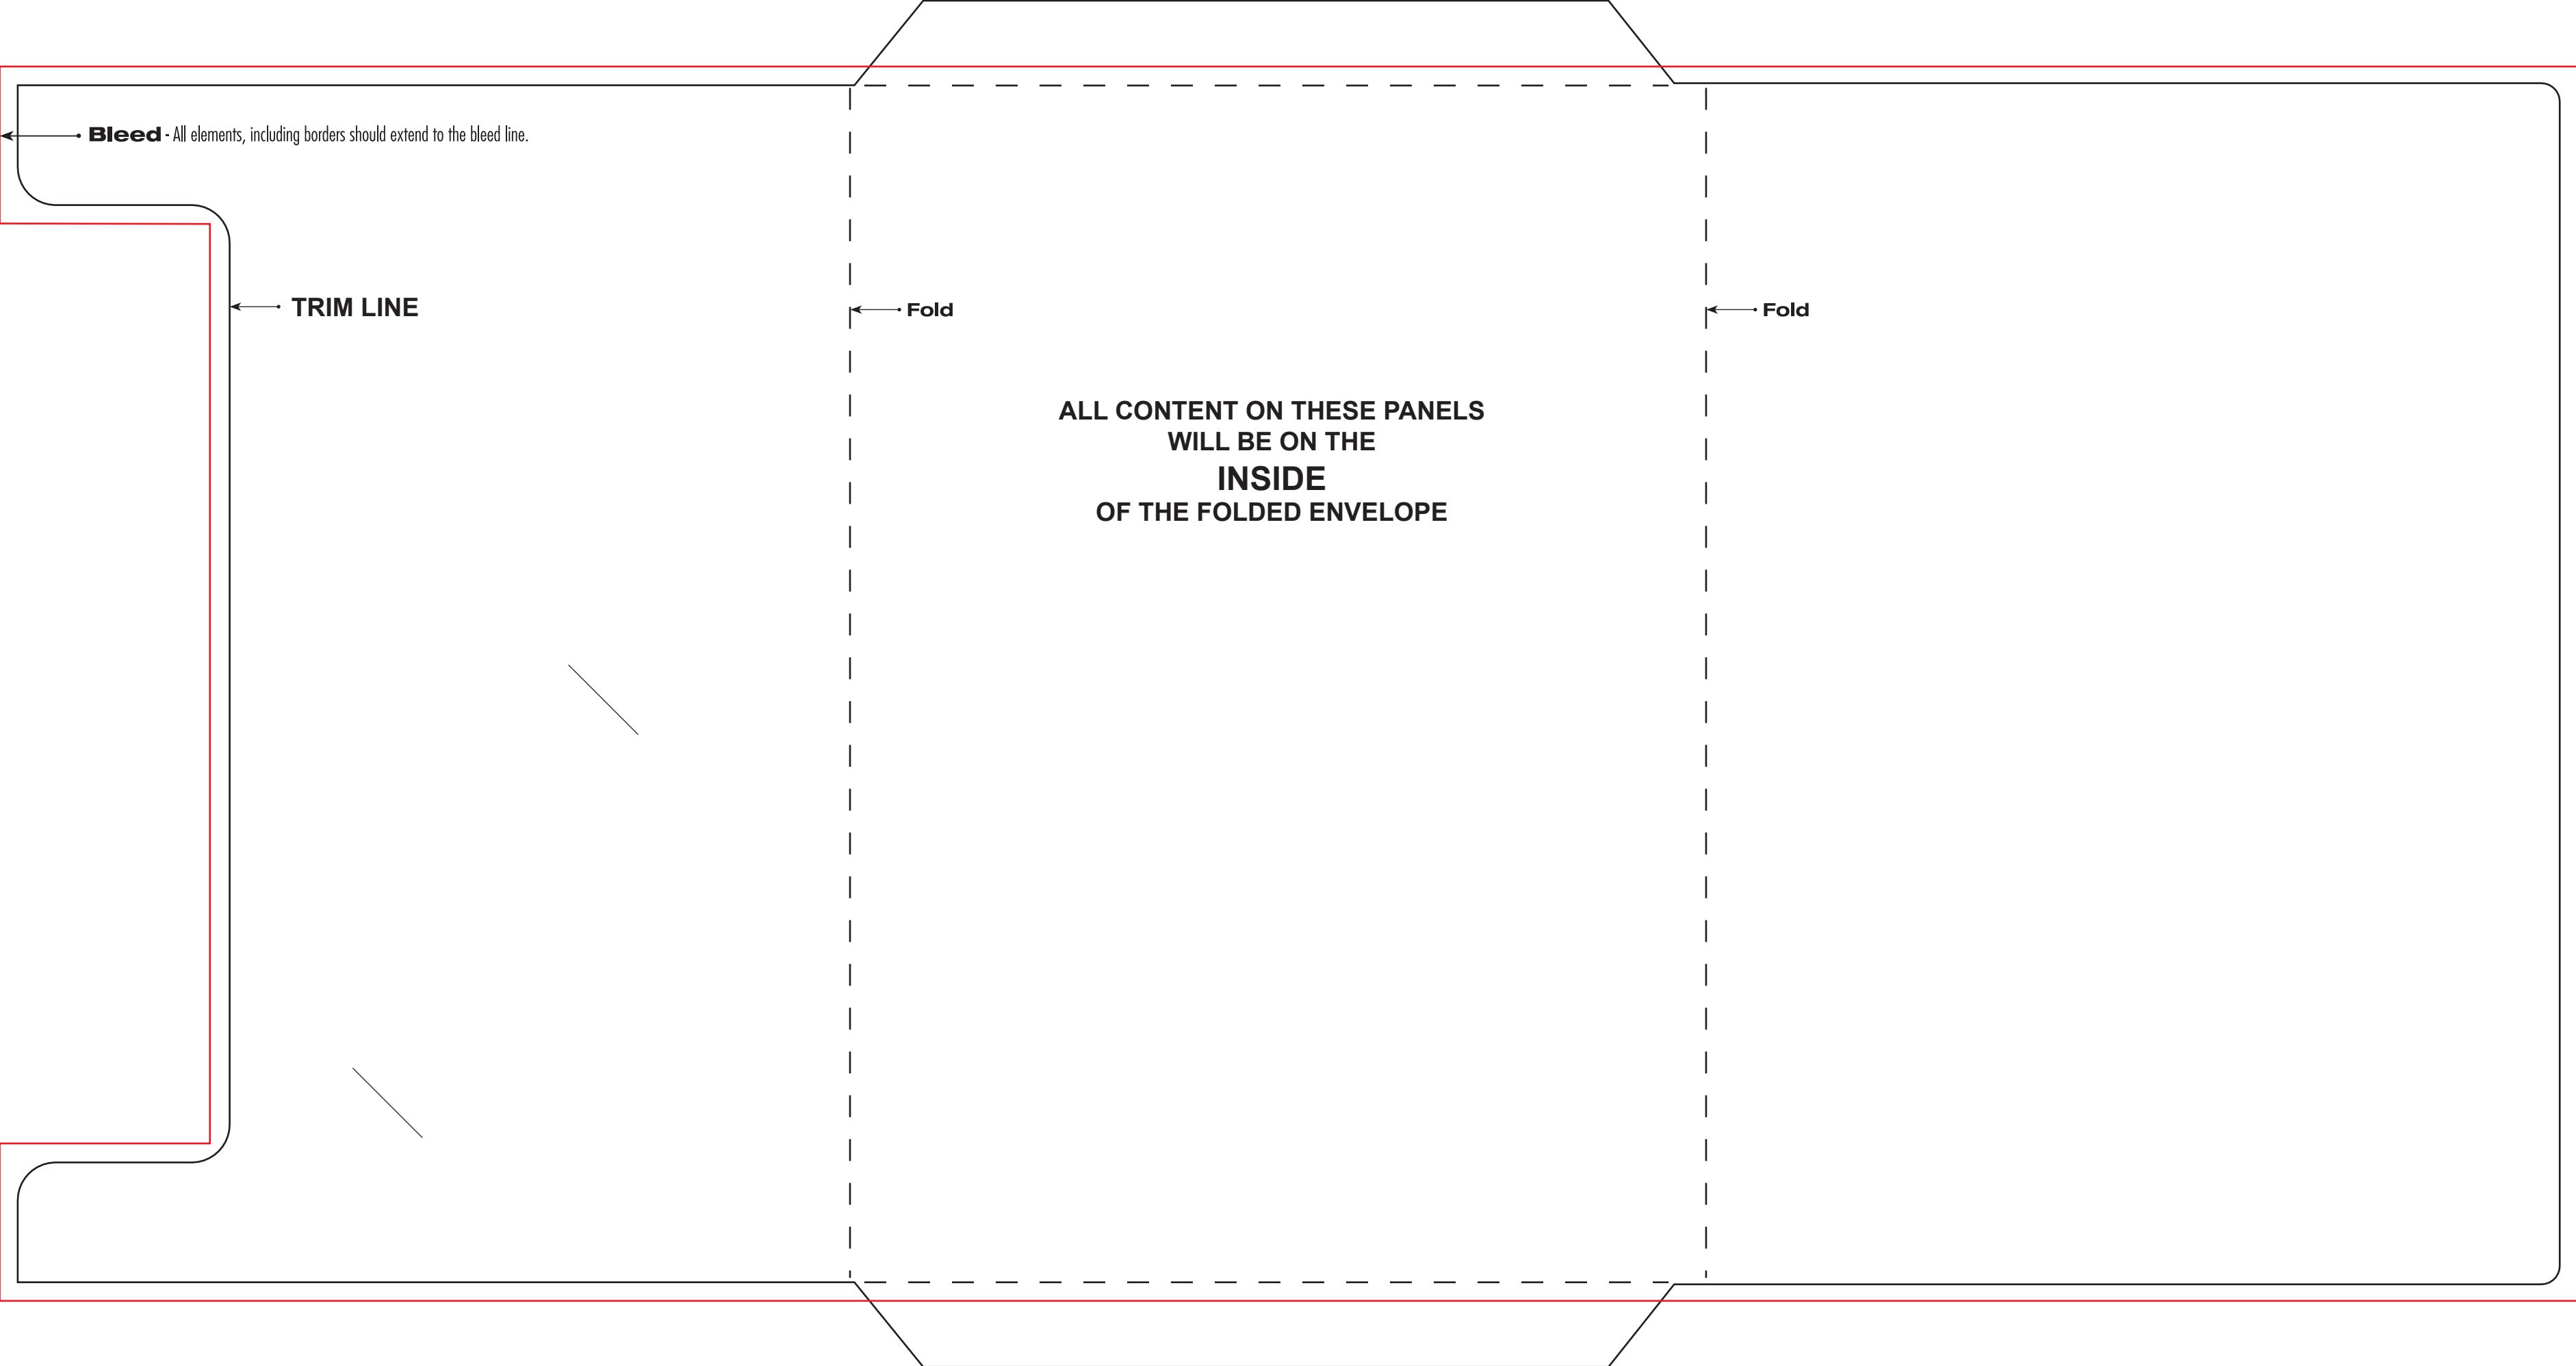 Bleed - All elements, including borders should extend to the bleed line.
TRIM LINE
Fold
Fold
ALL CONTENT ON THESE PANELS
WILL BE ON THE
INSIDE
OF THE FOLDED ENVELOPE